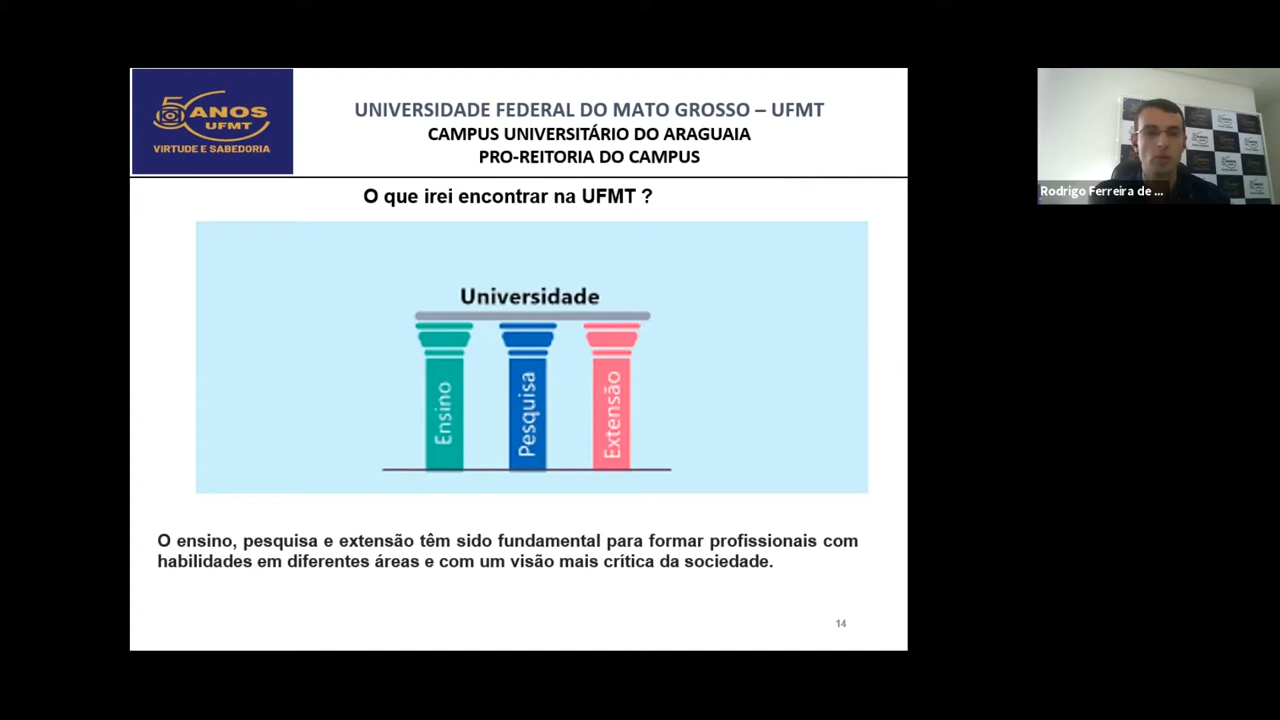 50 ANOS
UFMT
VIRTUDE E SABEDORIA
UNIVERSIDADE FEDERAL DO MATO GROSSO – UFMT
CAMPUS UNIVERSITÁRIO DO ARAGUAIA
PRO-REITORIA DO CAMPUS
O que irei encontrar na UFMT ?
Universidade
Ensino
Pesquisa
Extensão
O ensino, pesquisa e extensão têm sido fundamental para formar profissionais com
habilidades em diferentes áreas e com um visão mais crítica da sociedade.
14
Rodrigo Ferreira de ...